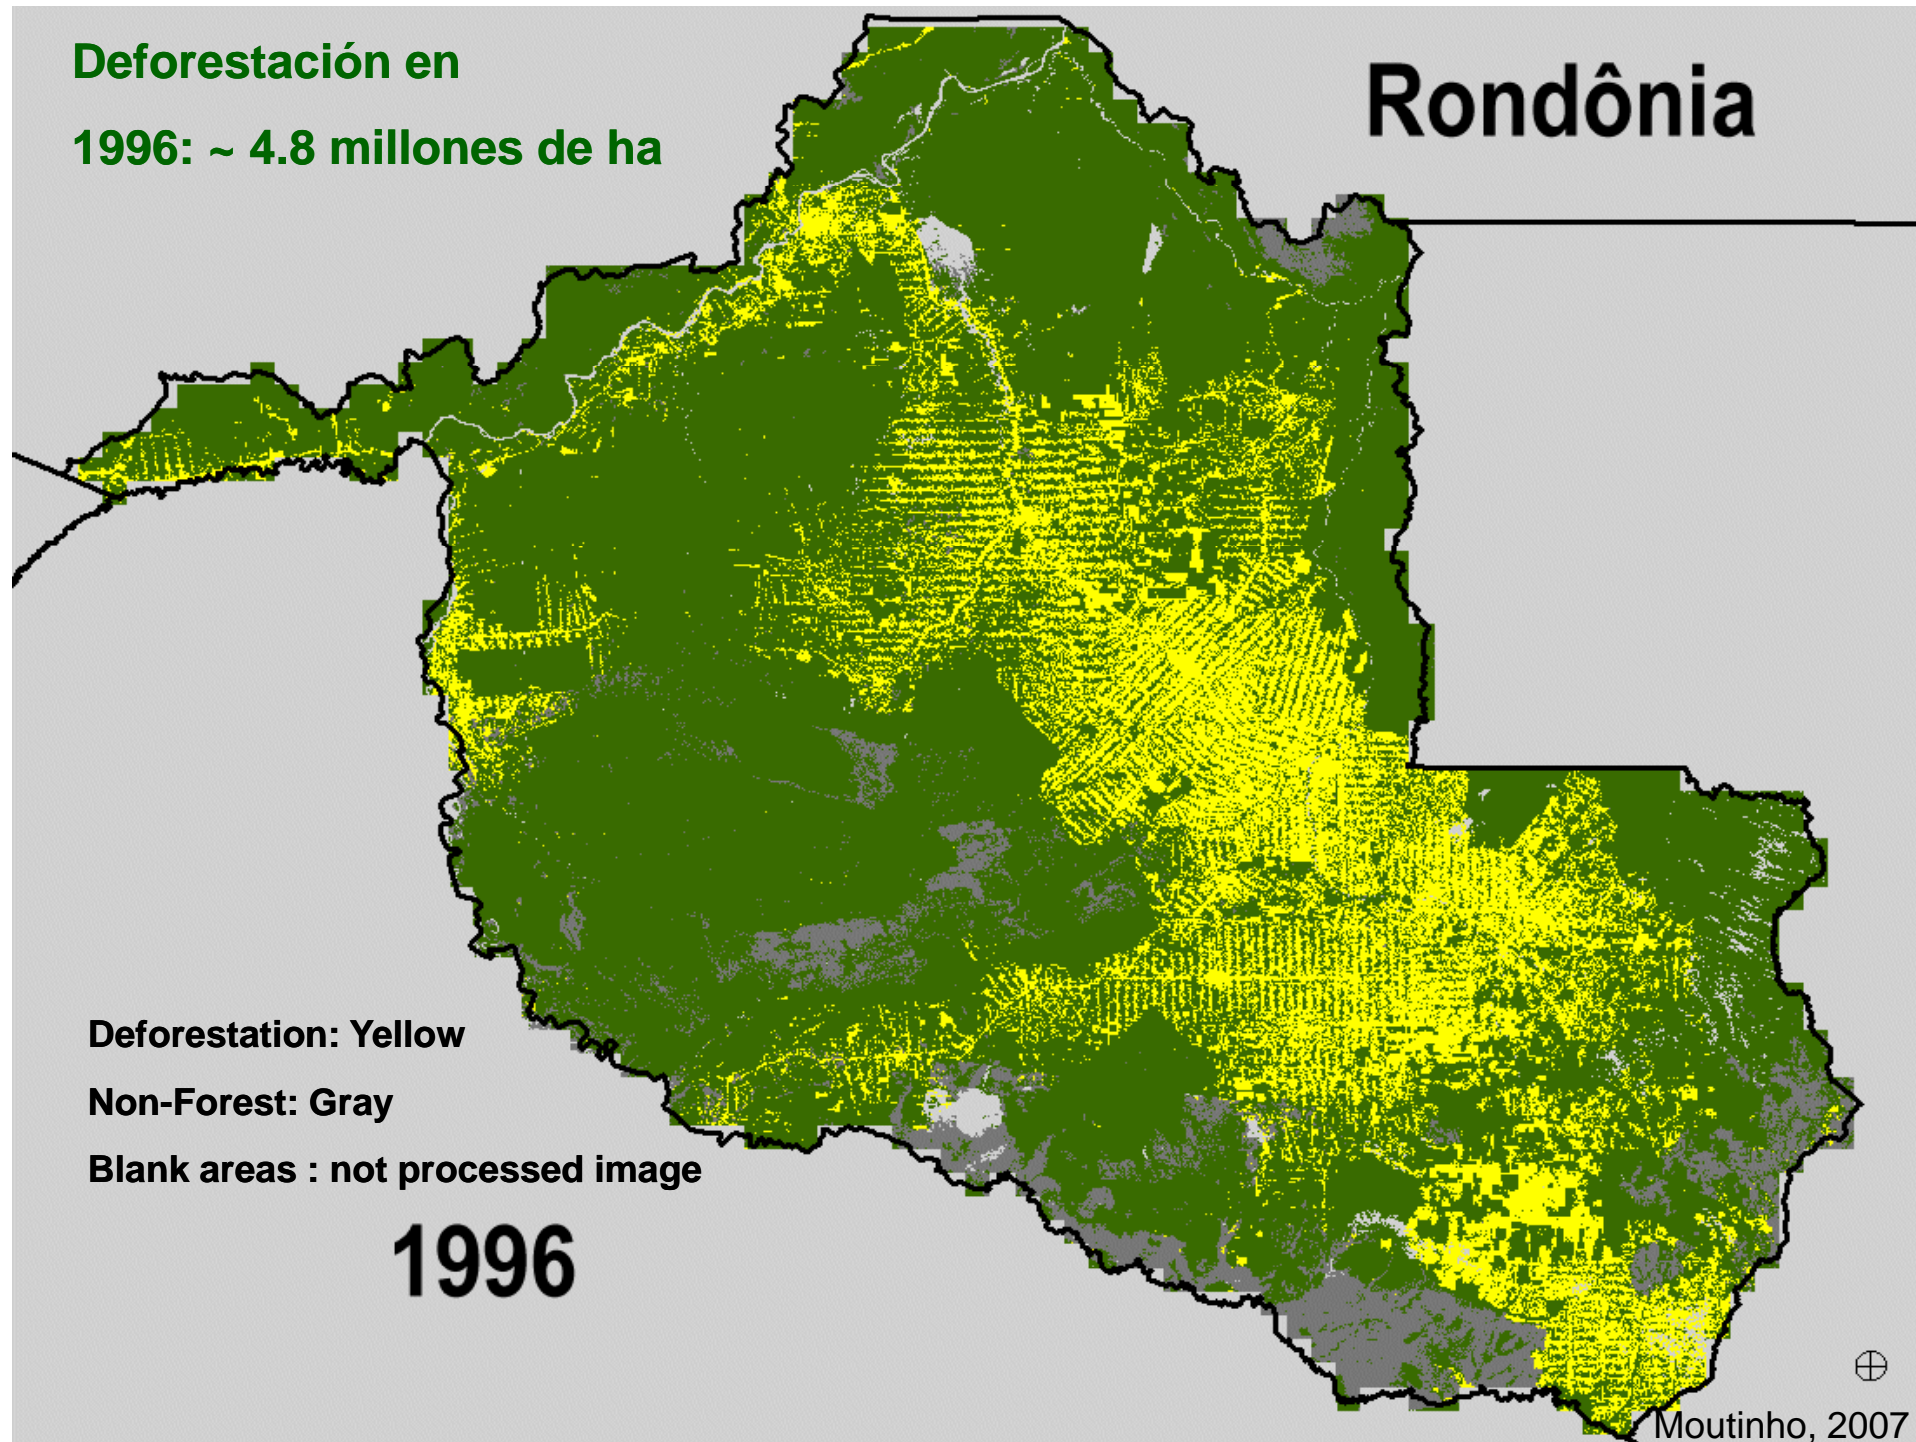 Deforestación en
1996: ~ 4.8 millones de ha
Rondônia
Deforestation: Yellow
Non-Forest: Gray
Blank areas : not processed image
1996
Moutinho, 2007